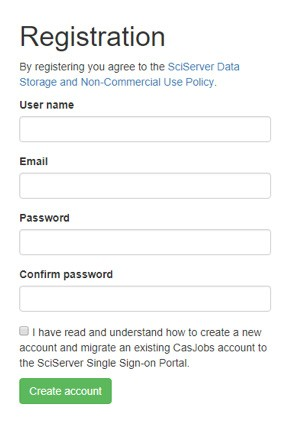 Registration
By registering you agree to the SciServer Data
Storage and Non-Commercial Use Policy.
User name
Email
Password
Confirm password
I have read and understand how to create a new
account and migrate an existing CasJobs account to
the SciServer Single Sign-on Portal.
Create account